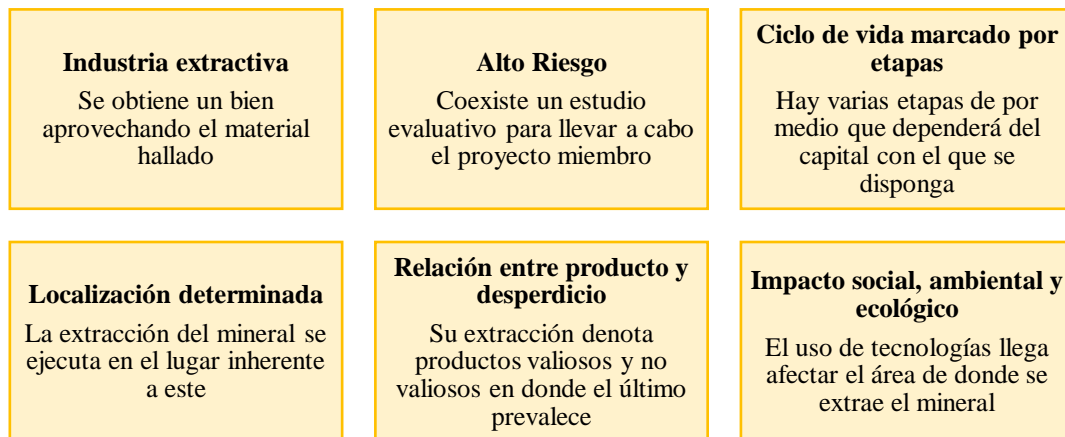 Industria extractiva
Se obtiene un bien
aprovechando el material
hallado
Alto Riesgo
Coexiste un estudio
evaluativo para llevar a cabo
el proyecto miembro
Ciclo de vida marcado por
etapas
Hay varias etapas de por
medio que dependerá del
capital con el que se
disponga
Localización determinada
La extracción del mineral se
ejecuta en el lugar inherente
a este
Relación entre producto y
desperdicio
Su extracción denota
productos valiosos y no
valiosos en donde el último
prevalece
Impacto social, ambiental y
ecológico
El uso de tecnologías llega
afectar el área de donde se
extrae el mineral